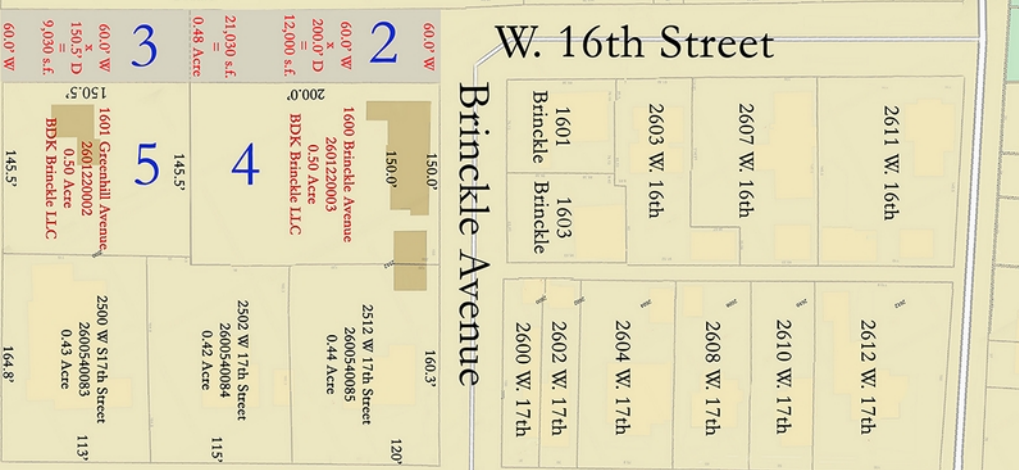 W. 16th Street
Brinckle Avenue
60.0' W
2
60.0' W
x
200.0' D
=
12,000 s.f.
21,030 s.f.
=
0.48 Acre
3
60.0' W
x
150.5' D
=
9,030 s.f.
60.0' W
150.5'
200.0'
1601 Greenhill Avenue
2601220002
0.50 Acre
BDK Brinckle LLC
145.5'
5
145.5'
4
1600 Brinckle Avenue
2601220003
0.50 Acre
BDK Brinckle LLC
150.0'
150.0'
1601
Brinckle
1603
Brinckle
2603 W. 16th
2607 W. 16th
2611 W. 16th
2500 W S17th Street
2600540083
0.43 Acre
164.8'
113'
2502 W 17th Street
2600540084
0.42 Acre
115'
2512 W 17th Street
2600540085
0.44 Acre
160.3'
120'
2600 W. 17th
2602 W. 17th
2604 W. 17th
2608 W. 17th
2610 W. 17th
2612 W. 17th